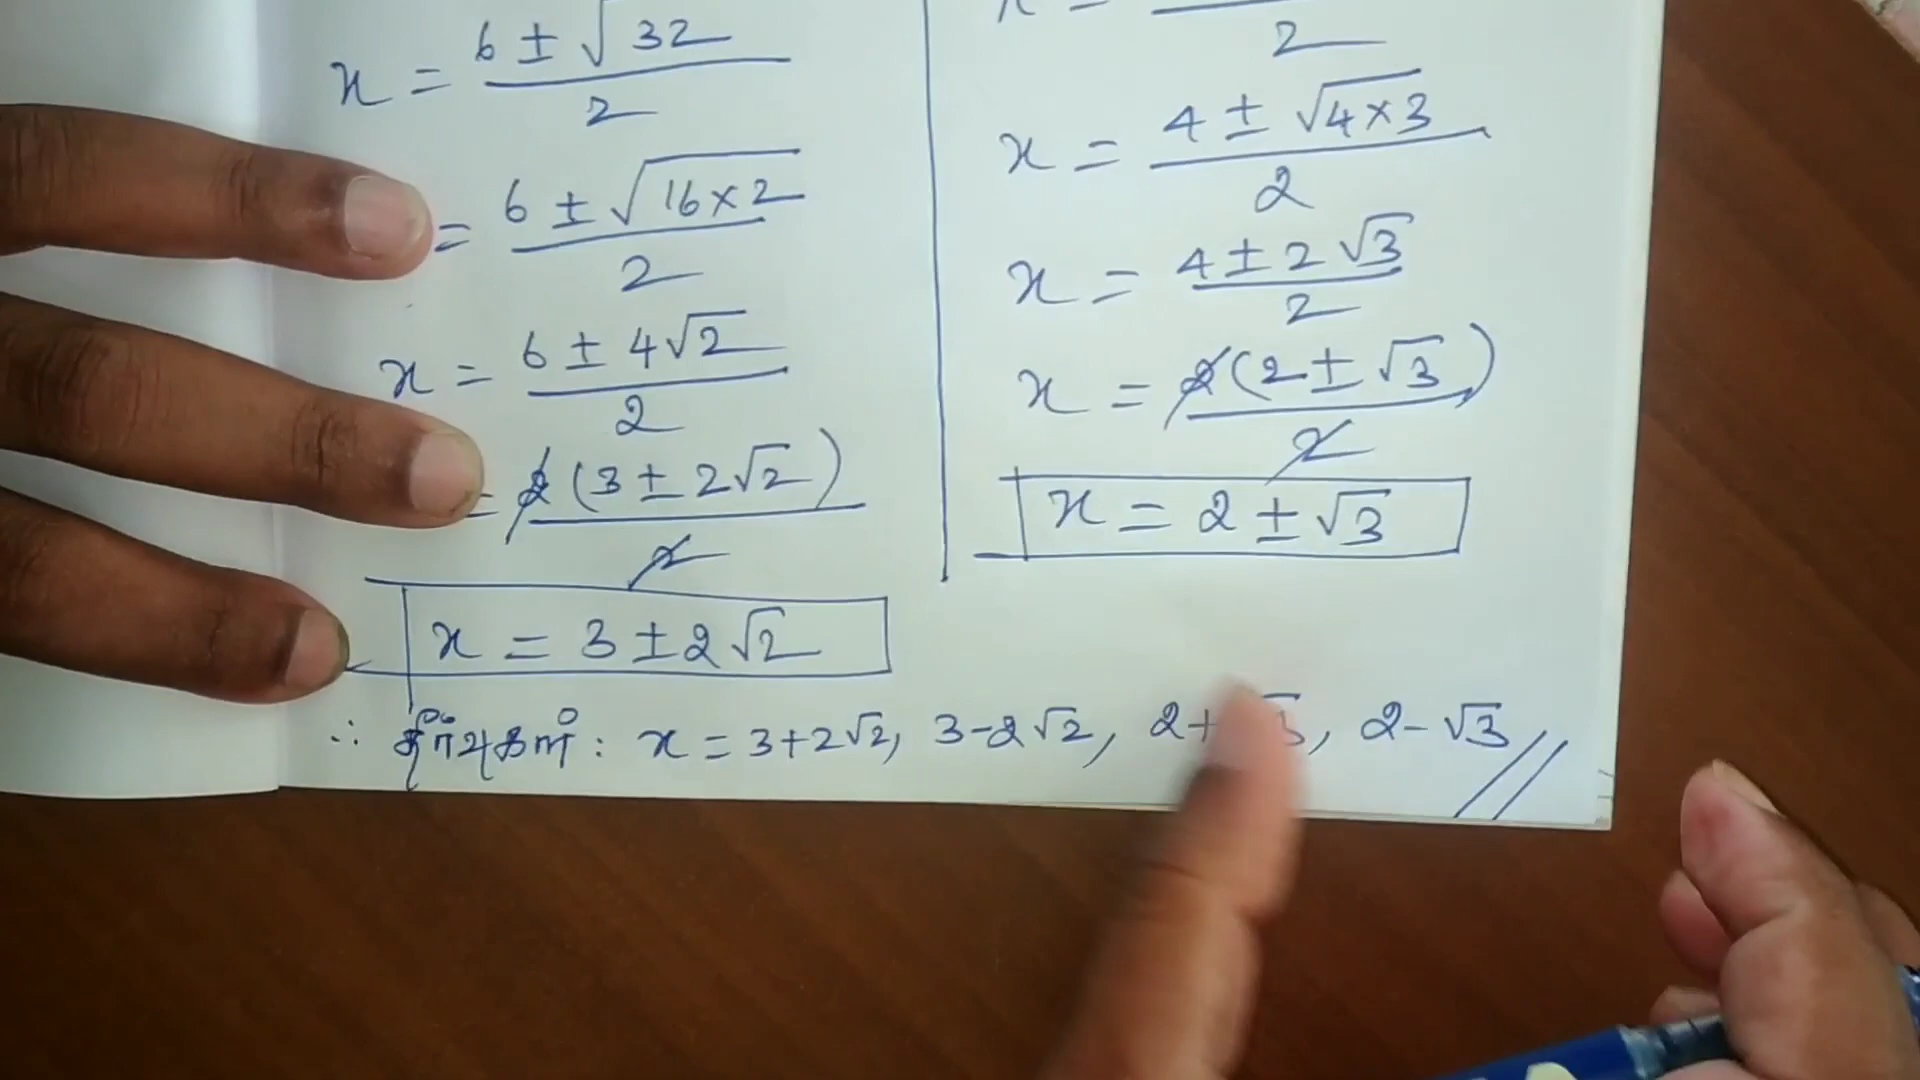 x = 6 ± √32 / 2
= 6 ± √16×2 / 2
x = 6 ± 4√2 / 2
= 2(3 ± 2√2) / 2
x = 3 ± 2√2
x = / 2
x = 4 ± √4×3 / 2
x = 4 ± 2√3 / 2
x = 2(2 ± √3) / 2
x = 2 ± √3
∴ தீர்வுகள் : x = 3+2√2, 3-2√2, 2+√3, 2-√3 //